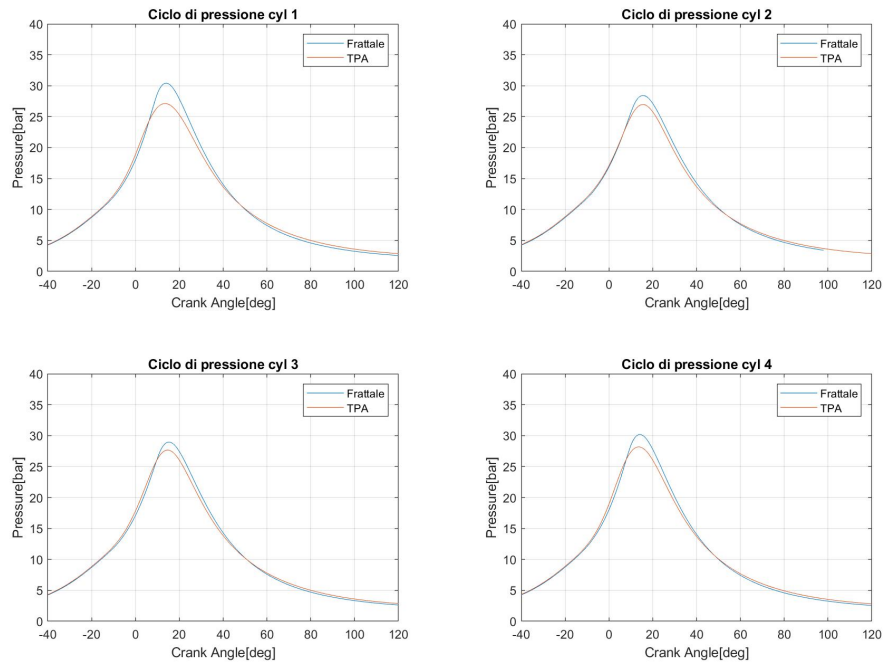 Ciclo di pressione cyl 1
40
35
30
25
20
15
10
5
0
Pressure[bar]
-40 -20 0 20 40 60 80 100 120
Crank Angle[deg]
Frattale
TPA
Ciclo di pressione cyl 2
40
35
30
25
20
15
10
5
0
Pressure[bar]
-40 -20 0 20 40 60 80 100 120
Crank Angle[deg]
Frattale
TPA
Ciclo di pressione cyl 3
40
35
30
25
20
15
10
5
0
Pressure[bar]
-40 -20 0 20 40 60 80 100 120
Crank Angle[deg]
Frattale
TPA
Ciclo di pressione cyl 4
40
35
30
25
20
15
10
5
0
Pressure[bar]
-40 -20 0 20 40 60 80 100 120
Crank Angle[deg]
Frattale
TPA